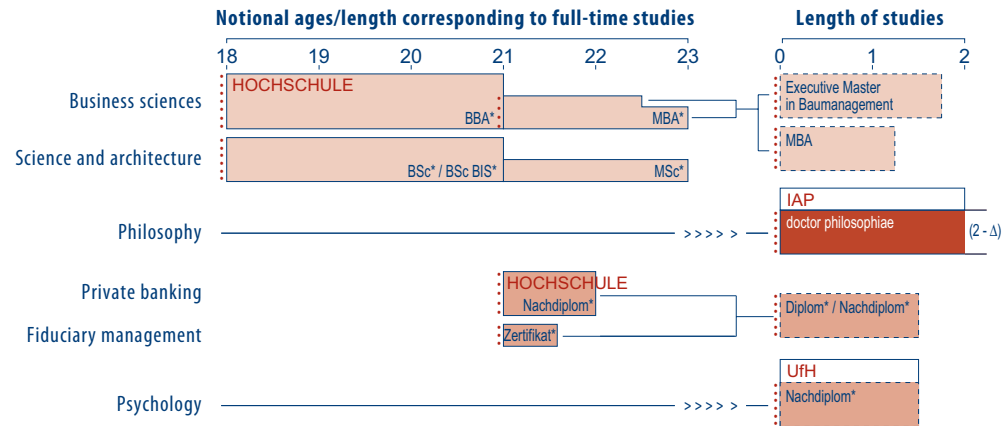 Notional ages/length corresponding to full-time studies
Length of studies
18 19 20 21 22 23
0 1 2
Business sciences
HOCHSCHULE
BBA*
MBA*
Executive Master
in Baumanagement
MBA
Science and architecture
BSc* / BSc BIS*
MSc*
IAP
Philosophy
>>>> >
doctor philosophiae
(2 - Δ)
Private banking
HOCHSCHULE
Nachdiplom*
Diplom* / Nachdiplom*
Fiduciary management
Zertifikat*
UfH
Psychology
>>>> >
Nachdiplom*